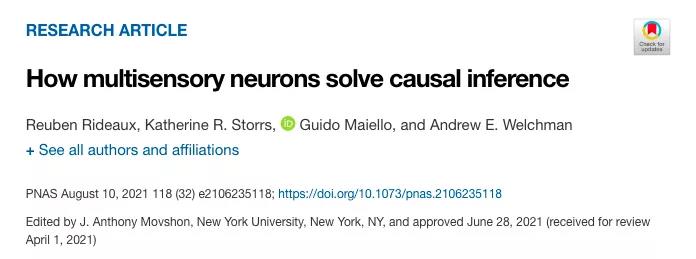 RESEARCH ARTICLE
Check for
updates
How multisensory neurons solve causal inference
Reuben Rideaux, Katherine R. Storrs, iD Guido Maiello, and Andrew E. Welchman
+ See all authors and affiliations
PNAS August 10, 2021 118 (32) e2106235118; https://doi.org/10.1073/pnas.2106235118
Edited by J. Anthony Movshon, New York University, New York, NY, and approved June 28, 2021 (received for review
April 1, 2021)